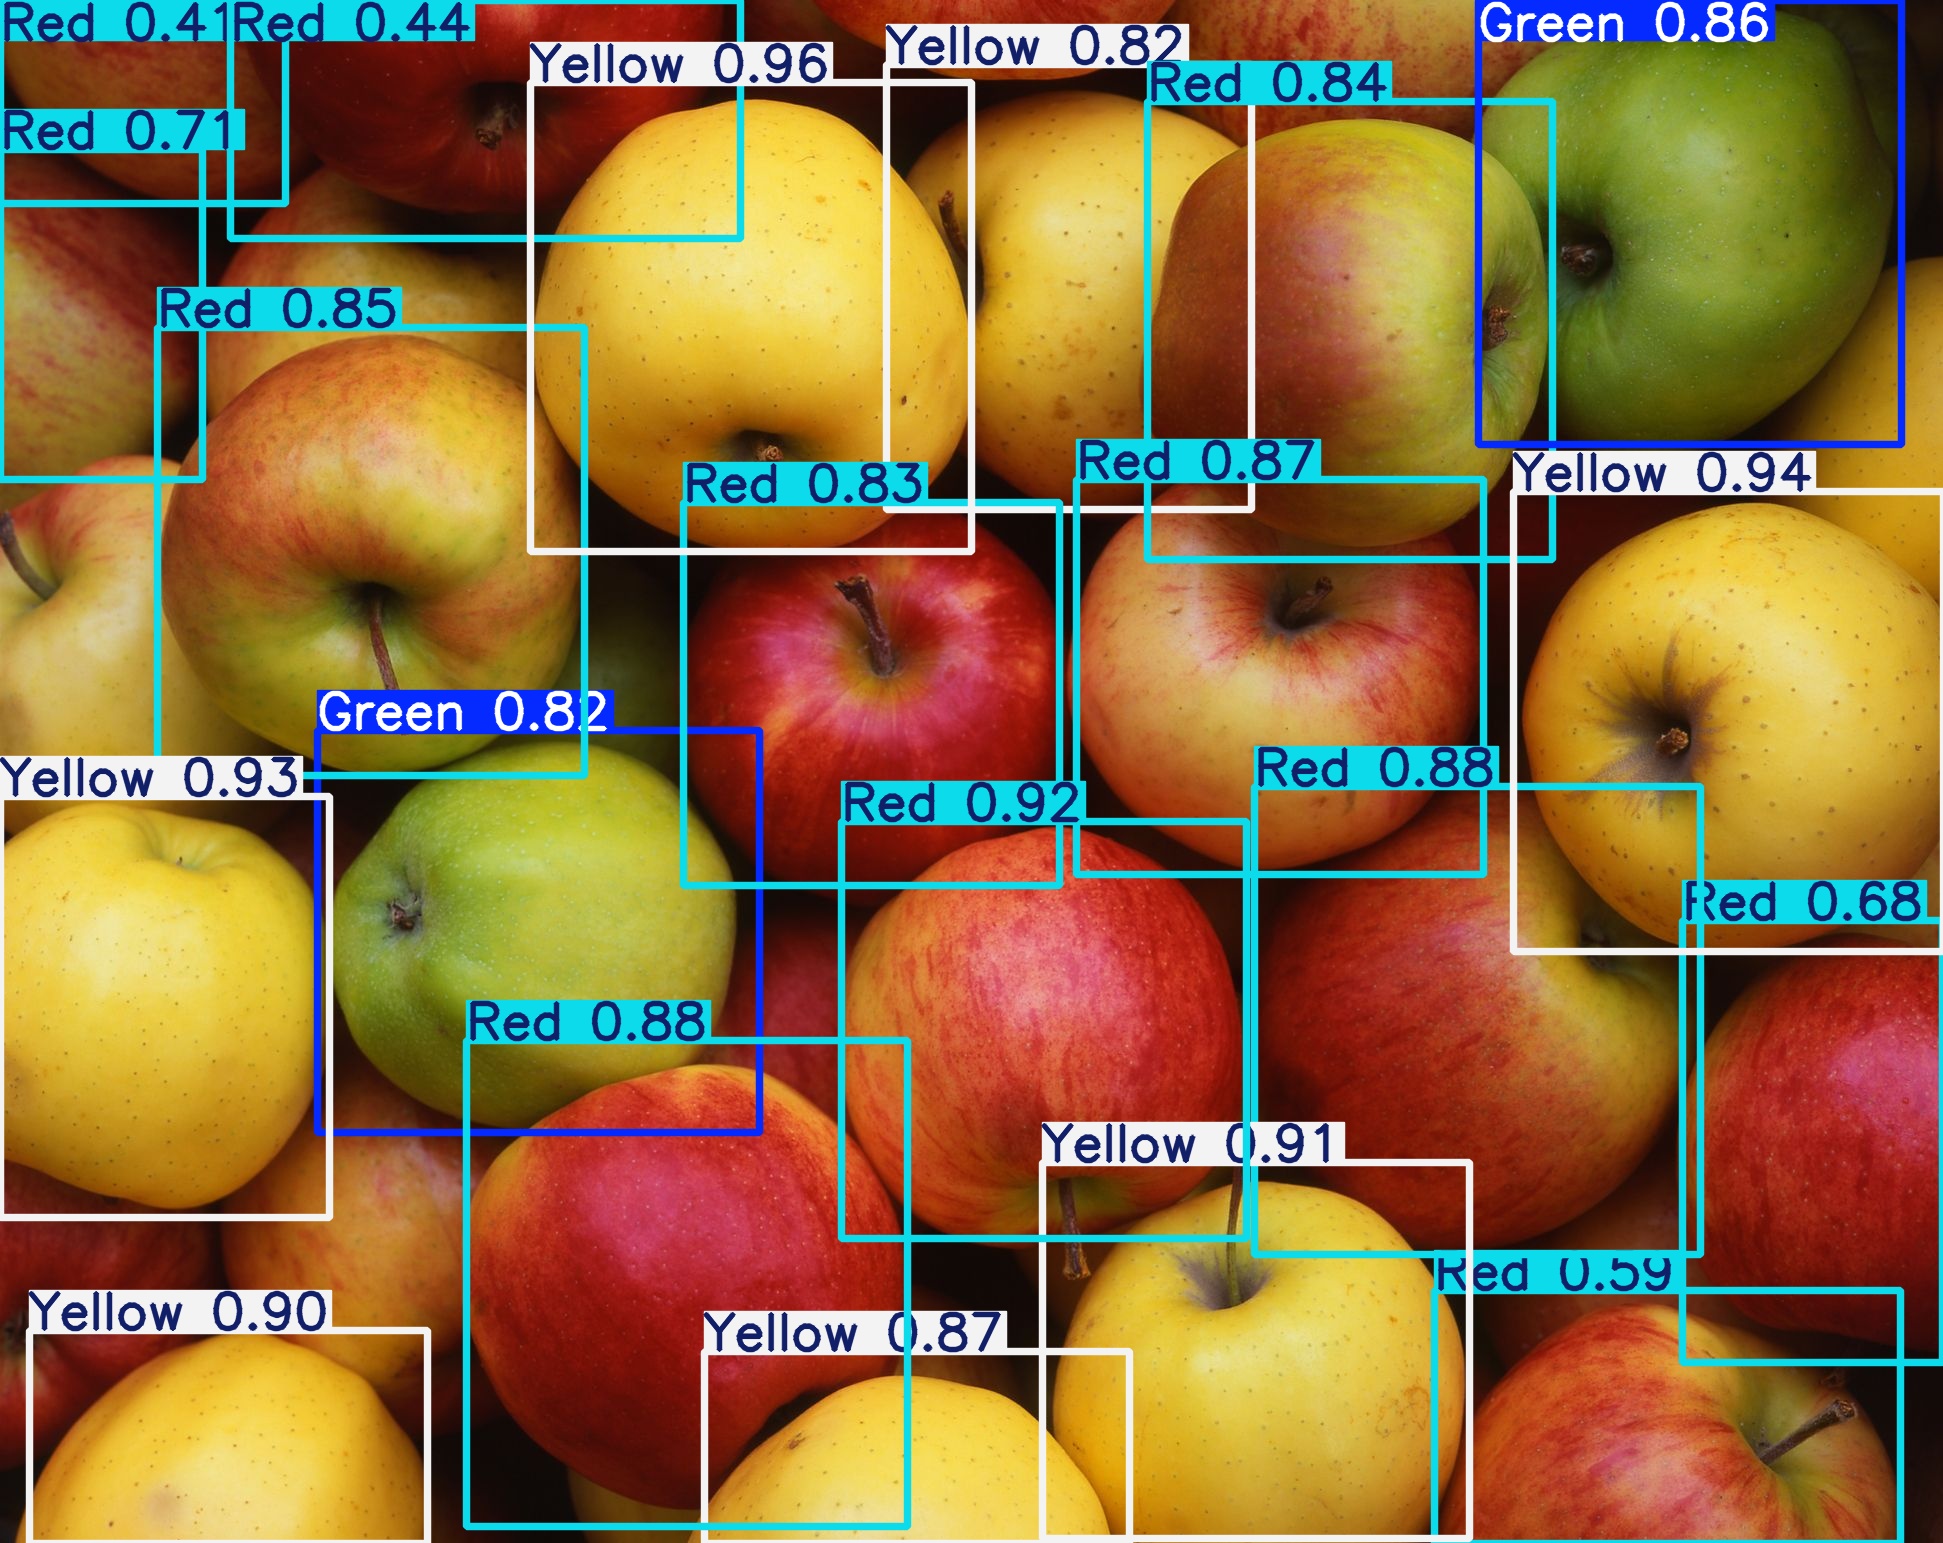 Red 0.41
Red 0.44
Green 0.86
Yellow 0.96
Yellow 0.82
Red 0.84
Red 0.71
Red 0.85
Red 0.87
Yellow 0.94
Red 0.83
Green 0.82
Yellow 0.93
Red 0.88
Red 0.92
Red 0.68
Red 0.88
Yellow 0.91
Red 0.59
Yellow 0.90
Yellow 0.87